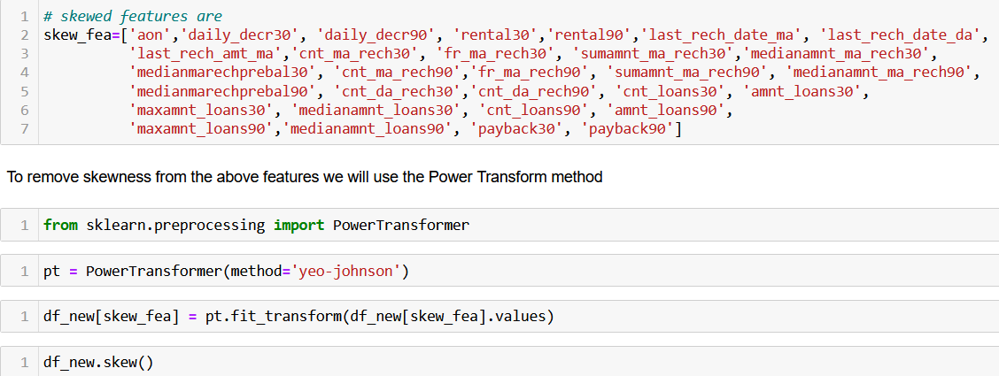 1 # skewed features are
2 skew_fea=['aon','daily_decr30', 'daily_decr90', 'rental30','rental90','last_rech_date_ma', 'last_rech_date_da',
3 'last_rech_amt_ma','cnt_ma_rech30', 'fr_ma_rech30', 'sumamnt_ma_rech30','medianamnt_ma_rech30',
4 'medianmarechprebal30', 'cnt_ma_rech90','fr_ma_rech90', 'sumamnt_ma_rech90', 'medianamnt_ma_rech90',
5 'medianmarechprebal90', 'cnt_da_rech30','cnt_da_rech90', 'cnt_loans30', 'amnt_loans30',
6 'maxamnt_loans30', 'medianamnt_loans30', 'cnt_loans90', 'amnt_loans90',
7 'maxamnt_loans90','medianamnt_loans90', 'payback30', 'payback90']
To remove skewness from the above features we will use the Power Transform method
1 from sklearn.preprocessing import PowerTransformer
1 pt = PowerTransformer(method='yeo-johnson')
1 df_new[skew_fea] = pt.fit_transform(df_new[skew_fea].values)
1 df_new.skew()